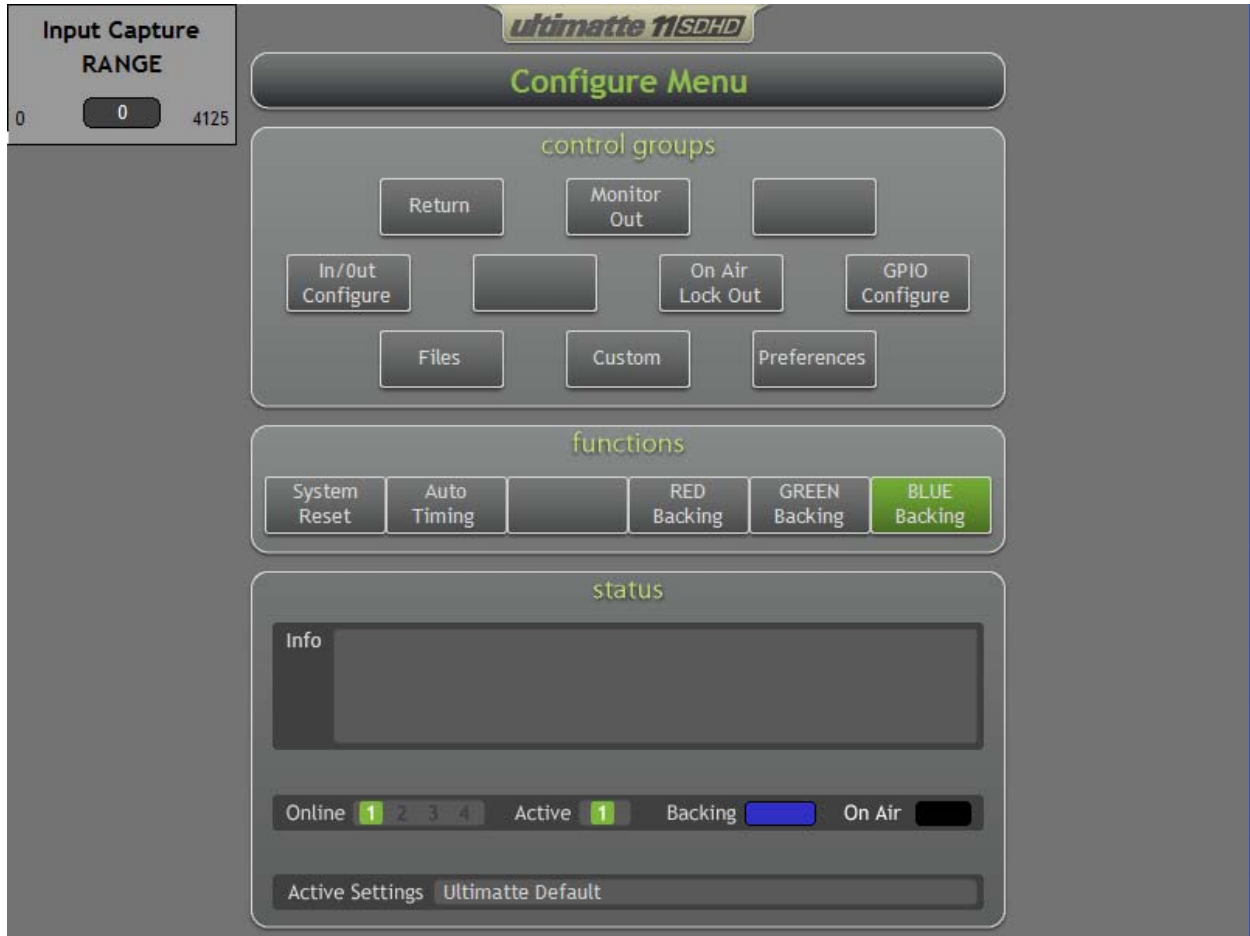 Input Capture
RANGE
0
0
4125
ultimatte 11 SDHD
Configure Menu
control groups
Return
Monitor
Out
In/Out
Configure
On Air
Lock Out
GPIO
Configure
Files
Custom
Preferences
functions
System
Reset
Auto
Timing
RED
Backing
GREEN
Backing
BLUE
Backing
status
Info
Online 1 2 3 4 Active 1 Backing On Air
Active Settings Ultimatte Default